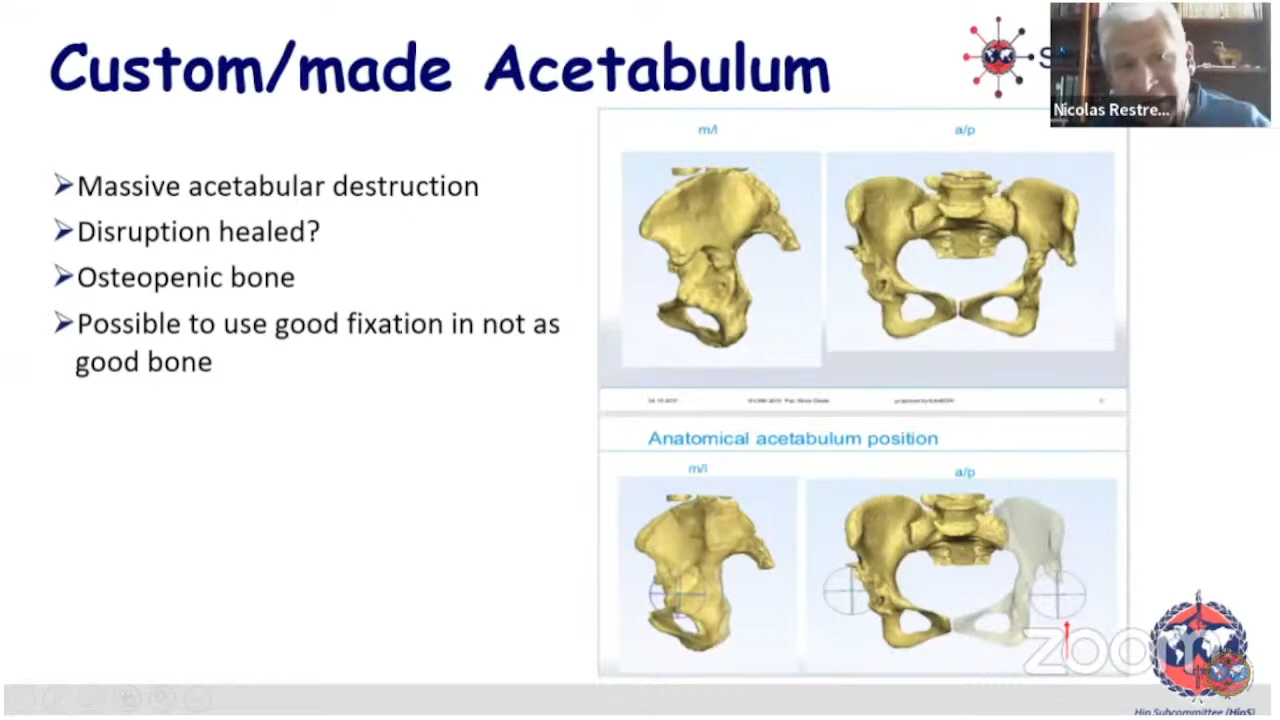 Custom/made Acetabulum
Nicolas Restre...
➢Massive acetabular destruction
➢Disruption healed?
➢Osteopenic bone
➢Possible to use good fixation in not as
good bone
m/l
a/p
Anatomical acetabulum position
m/l
a/p
zoom
Hip Subcommittee (HipS)